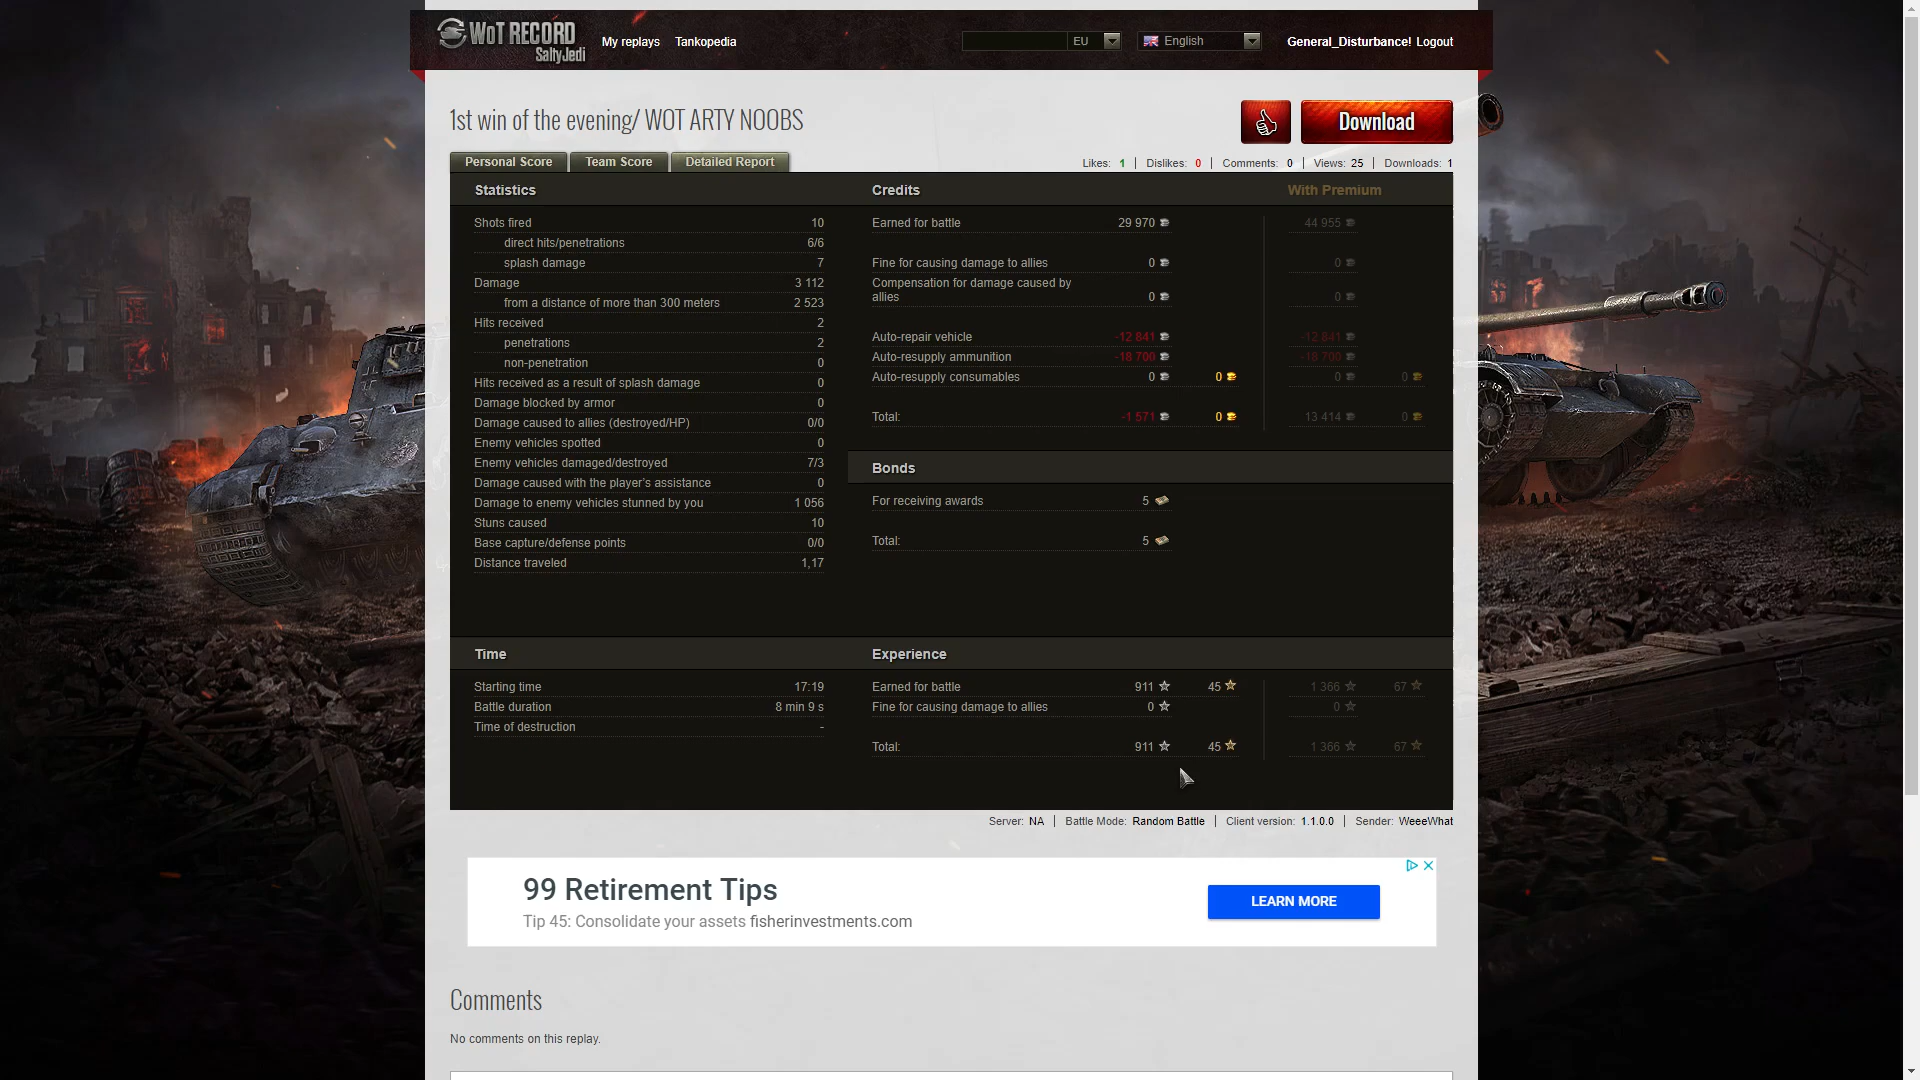 WoT RECORD
SaltyJedi
My replays
Tankopedia
EU
English
General_Disturbance! Logout
1st win of the evening/ WOT ARTY NOOBS
Download
Personal Score
Team Score
Detailed Report
Likes: 1 | Dislikes: 0 | Comments: 0 | Views: 25 | Downloads: 1
Statistics
Shots fired 10
direct hits/penetrations 6/6
splash damage 7
Damage 3 112
from a distance of more than 300 meters 2 523
Hits received 2
penetrations 2
non-penetration 0
Hits received as a result of splash damage 0
Damage blocked by armor 0
Damage caused to allies (destroyed/HP) 0/0
Enemy vehicles spotted 0
Enemy vehicles damaged/destroyed 7/3
Damage caused with the player's assistance 0
Damage to enemy vehicles stunned by you 1 056
Stuns caused 10
Base capture/defense points 0/0
Distance traveled 1,17
Credits With Premium
Earned for battle 29 970 44 955
Fine for causing damage to allies 0 0
Compensation for damage caused by
allies 0 0
Auto-repair vehicle -12 841 -12 841
Auto-resupply ammunition -18 700 -18 700
Auto-resupply consumables 0 0 0 0
Total: -1 571 0 13 414 0
Bonds
For receiving awards 5
Total: 5
Time
Starting time 17:19
Battle duration 8 min 9 s
Time of destruction -
Experience
Earned for battle 911 45 1 366 67
Fine for causing damage to allies 0 0
Total: 911 45 1 366 67
Server: NA | Battle Mode: Random Battle | Client version: 1.1.0.0 | Sender: WeeeWhat
99 Retirement Tips
Tip 45: Consolidate your assets fisherinvestments.com
LEARN MORE
Comments
No comments on this replay.